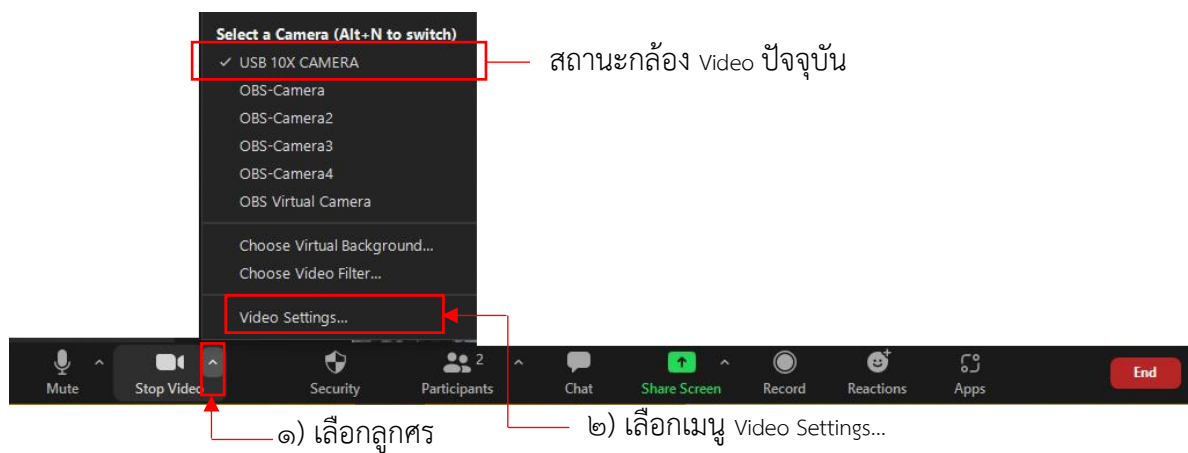 Select a Camera (Alt+N to switch)
✓ USB 10X CAMERA
สถานะกล้อง Video ปัจจุบัน
OBS-Camera
OBS-Camera2
OBS-Camera3
OBS-Camera4
OBS Virtual Camera
Choose Virtual Background...
Choose Video Filter...
Video Settings...
2
Mute
Stop Video
Security
Participants
Chat
Share Screen
Record
Reactions
Apps
End
๑) เลือกลูกศร
๒) เลือกเมนู Video Settings...